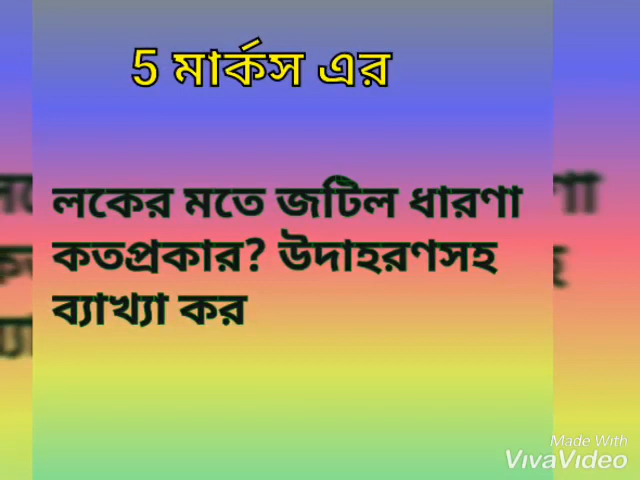 5 মার্কস এর
লকের মতে জটিল ধারণা
কতপ্রকার? উদাহরণসহ
ব্যাখ্যা কর
Made With
VivaVideo